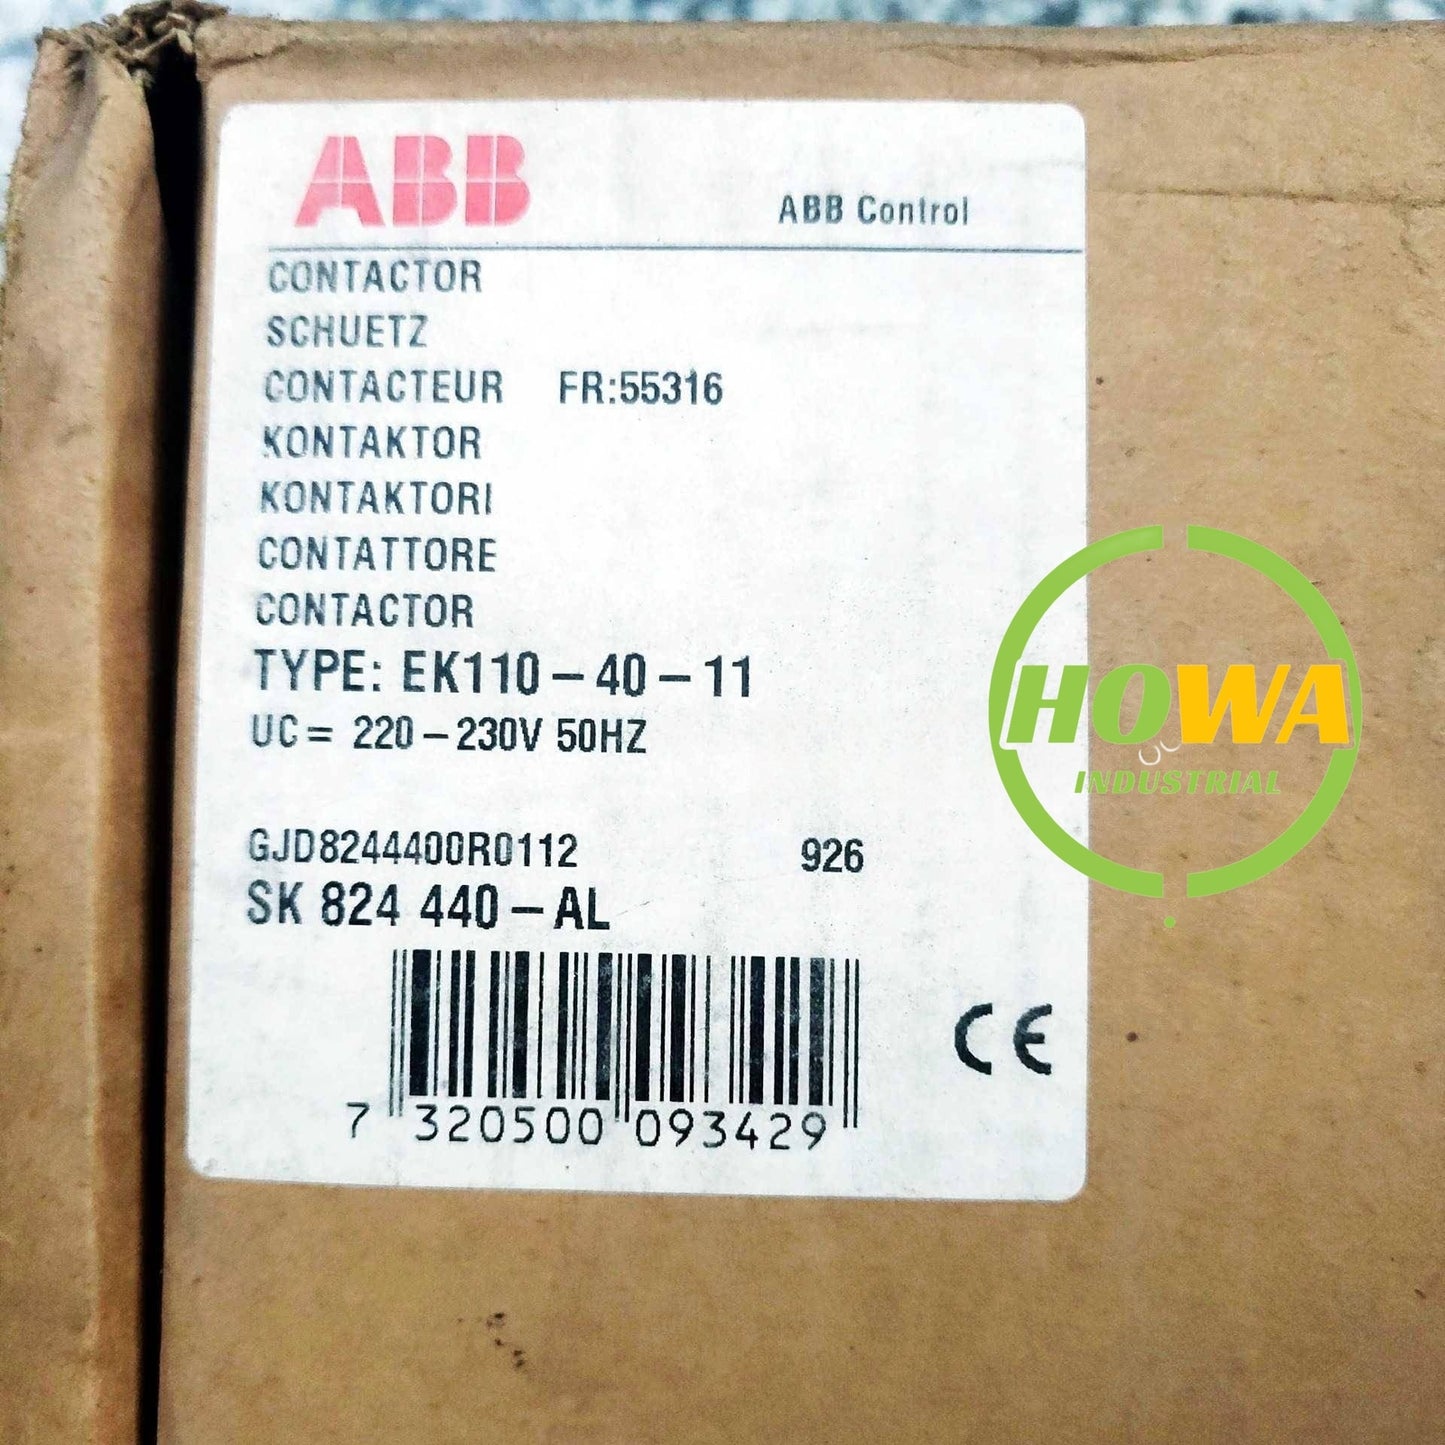 ABB
ABB Control
CONTACTOR
SCHUETZ
CONTACTEUR FR:55316
KONTAKTOR
KONTAKTORI
CONTATTORE
CONTACTOR
TYPE: EK110-40-11
UC= 220-230V 50HZ
GJD8244400R0112 926
SK 824 440-AL
CE
7 320500 093429
HOWA
INDUSTRIAL